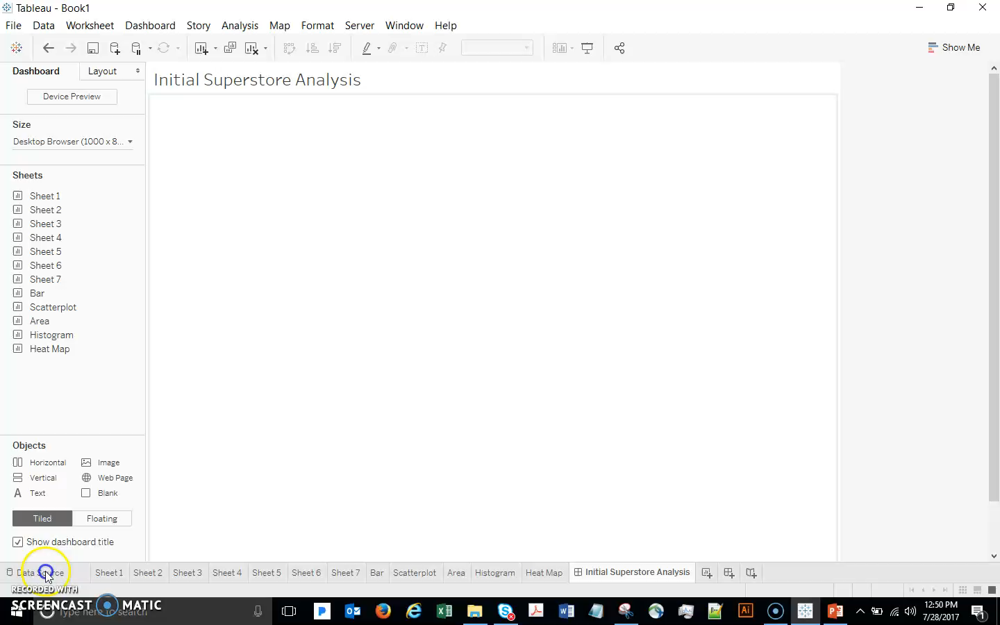 Tableau - Book1
File Data Worksheet Dashboard Story Analysis Map Format Server Window Help
Show Me
Dashboard Layout
Initial Superstore Analysis
Device Preview
Size
Desktop Browser (1000 x 8...
Sheets
Sheet 1
Sheet 2
Sheet 3
Sheet 4
Sheet 5
Sheet 6
Sheet 7
Bar
Scatterplot
Area
Histogram
Heat Map
Objects
Horizontal Image
Vertical Web Page
A Text Blank
Tiled Floating
Show dashboard title
Data Source Sheet 1 Sheet 2 Sheet 3 Sheet 4 Sheet 5 Sheet 6 Sheet 7 Bar Scatterplot Area Histogram Heat Map Initial Superstore Analysis
RECORDED WITH
SCREENCAST MATIC
Type here to search
12:50 PM
7/28/2017